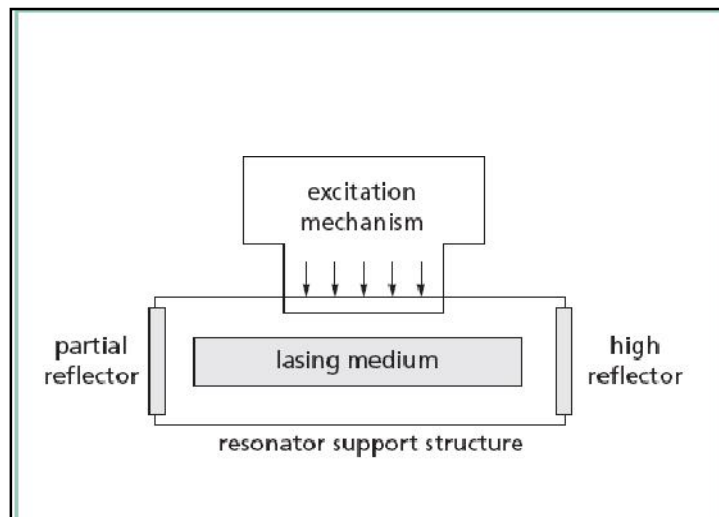 excitation
mechanism
partial
reflector
lasing medium
high
reflector
resonator support structure